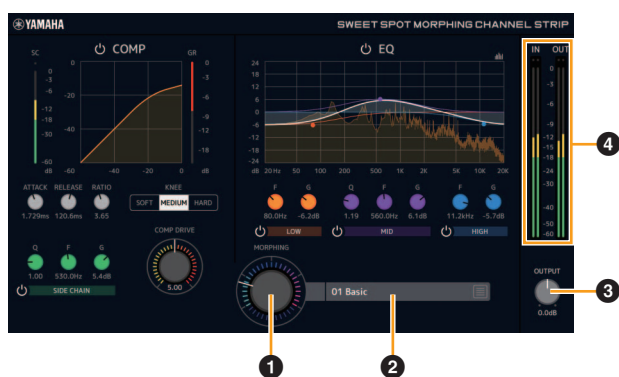 YAMAHA
SWEET SPOT MORPHING CHANNEL STRIP
SC
COMP
GR
EQ
IN OUT
0
-3
-6
-12
-18
-30
-40
-60
dB
0
-20
-40
-60 -40 -20 0
0
-3
-6
-9
-12
-18
dB
24
18
12
6
0
-6
-12
-18
-24
dB 20Hz 50 100 200 500 1K 2K 5K 10K 20K
0
-3
-6
-9
-12
-15
-18
-30
-40
-50
-60
4
ATTACK RELEASE RATIO
1.729ms 120.6ms 3.65
KNEE
SOFT MEDIUM HARD
F G Q F G F G
80.0Hz -6.2dB 1.19 560.0Hz 6.1dB 11.2kHz -5.7dB
LOW MID HIGH
COMP DRIVE
5.00
Q F G
1.00 530.0Hz 5.4dB
SIDE CHAIN
MORPHING
01 Basic
OUTPUT
0.0dB
3
1 2